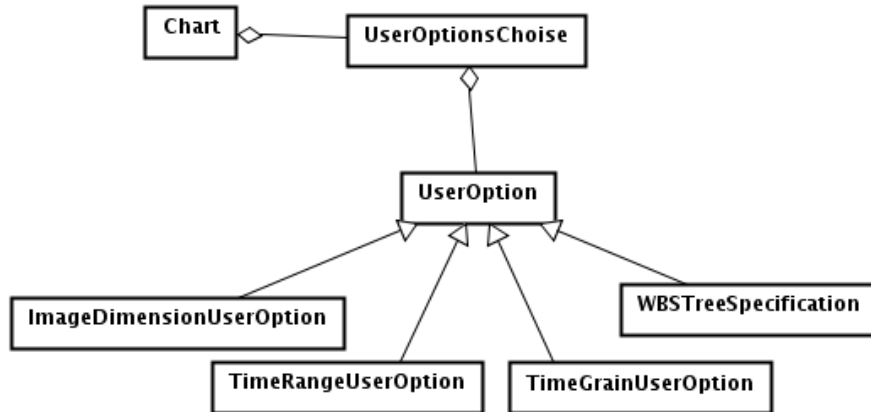 Chart
UserOptionsChoise
UserOption
ImageDimensionUserOption
WBSTreeSpecification
TimeRangeUserOption
TimeGrainUserOption